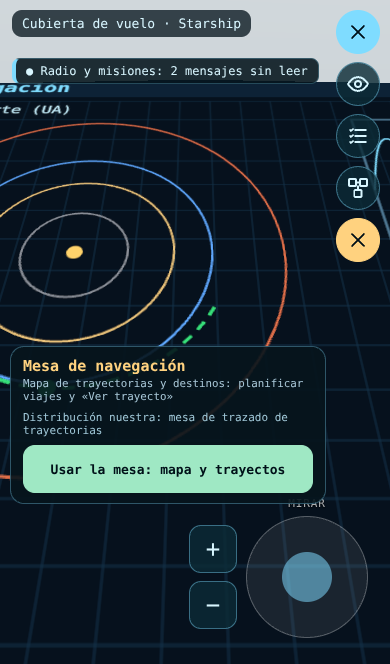 Cubierta de vuelo · Starship
● Radio y misiones: 2 mensajes sin leer
gación
te (UA)
Mesa de navegación
Mapa de trayectorias y destinos: planificar
viajes y «Ver trayecto»
Distribución nuestra: mesa de trazado de
trayectorias
Usar la mesa: mapa y trayectos
MIRAR
+
−